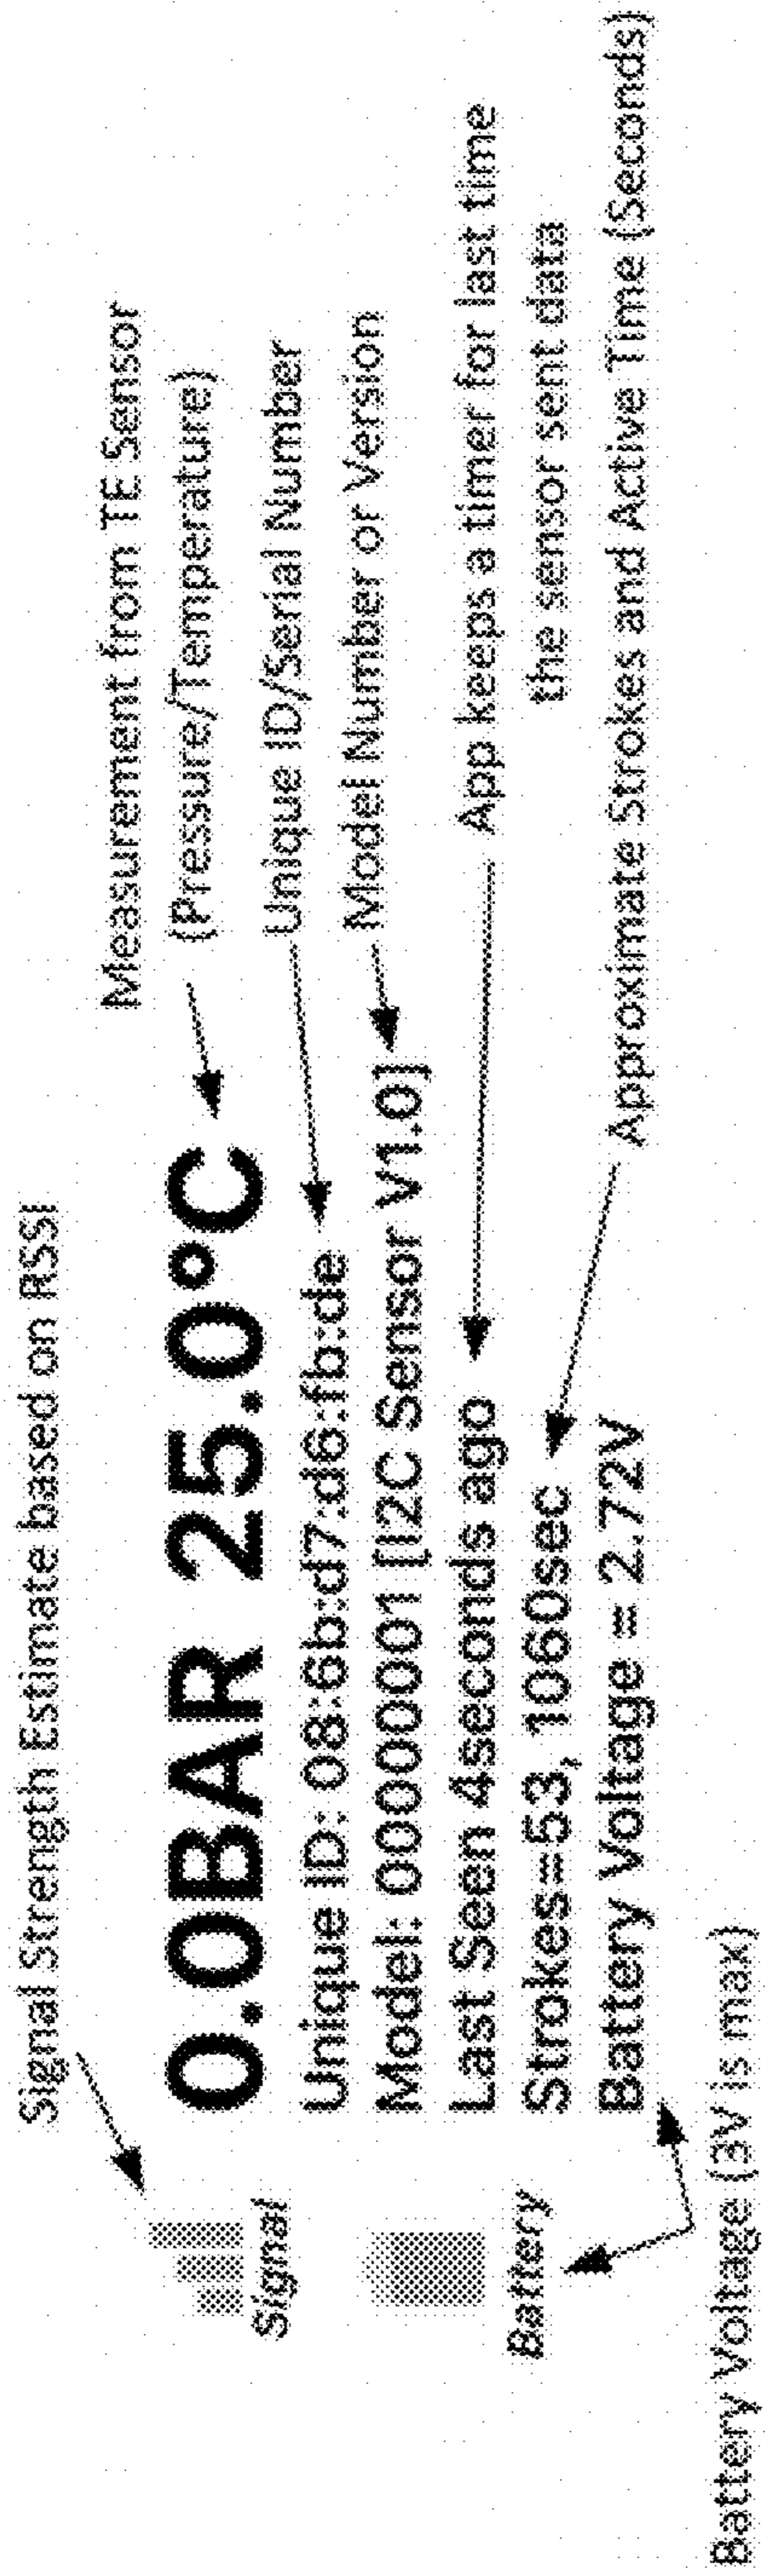 Signal Strength Estimate based on RSSI
Measurement from TE Sensor
(Pressure/Temperature)
0.0BAR 25.0°C
Unique ID/Serial Number
Unique ID: 08:6b:d7:d6:fb:de
Model Number or Version
Model: 00000001 [I2C Sensor V1.0]
App keeps a timer for last time
the sensor sent data
Last Seen 4seconds ago
Approximate Strokes and Active Time (Seconds)
Strokes=53, 1060sec
Battery Voltage = 2.72V
Signal
Battery
Battery Voltage (3V is max)